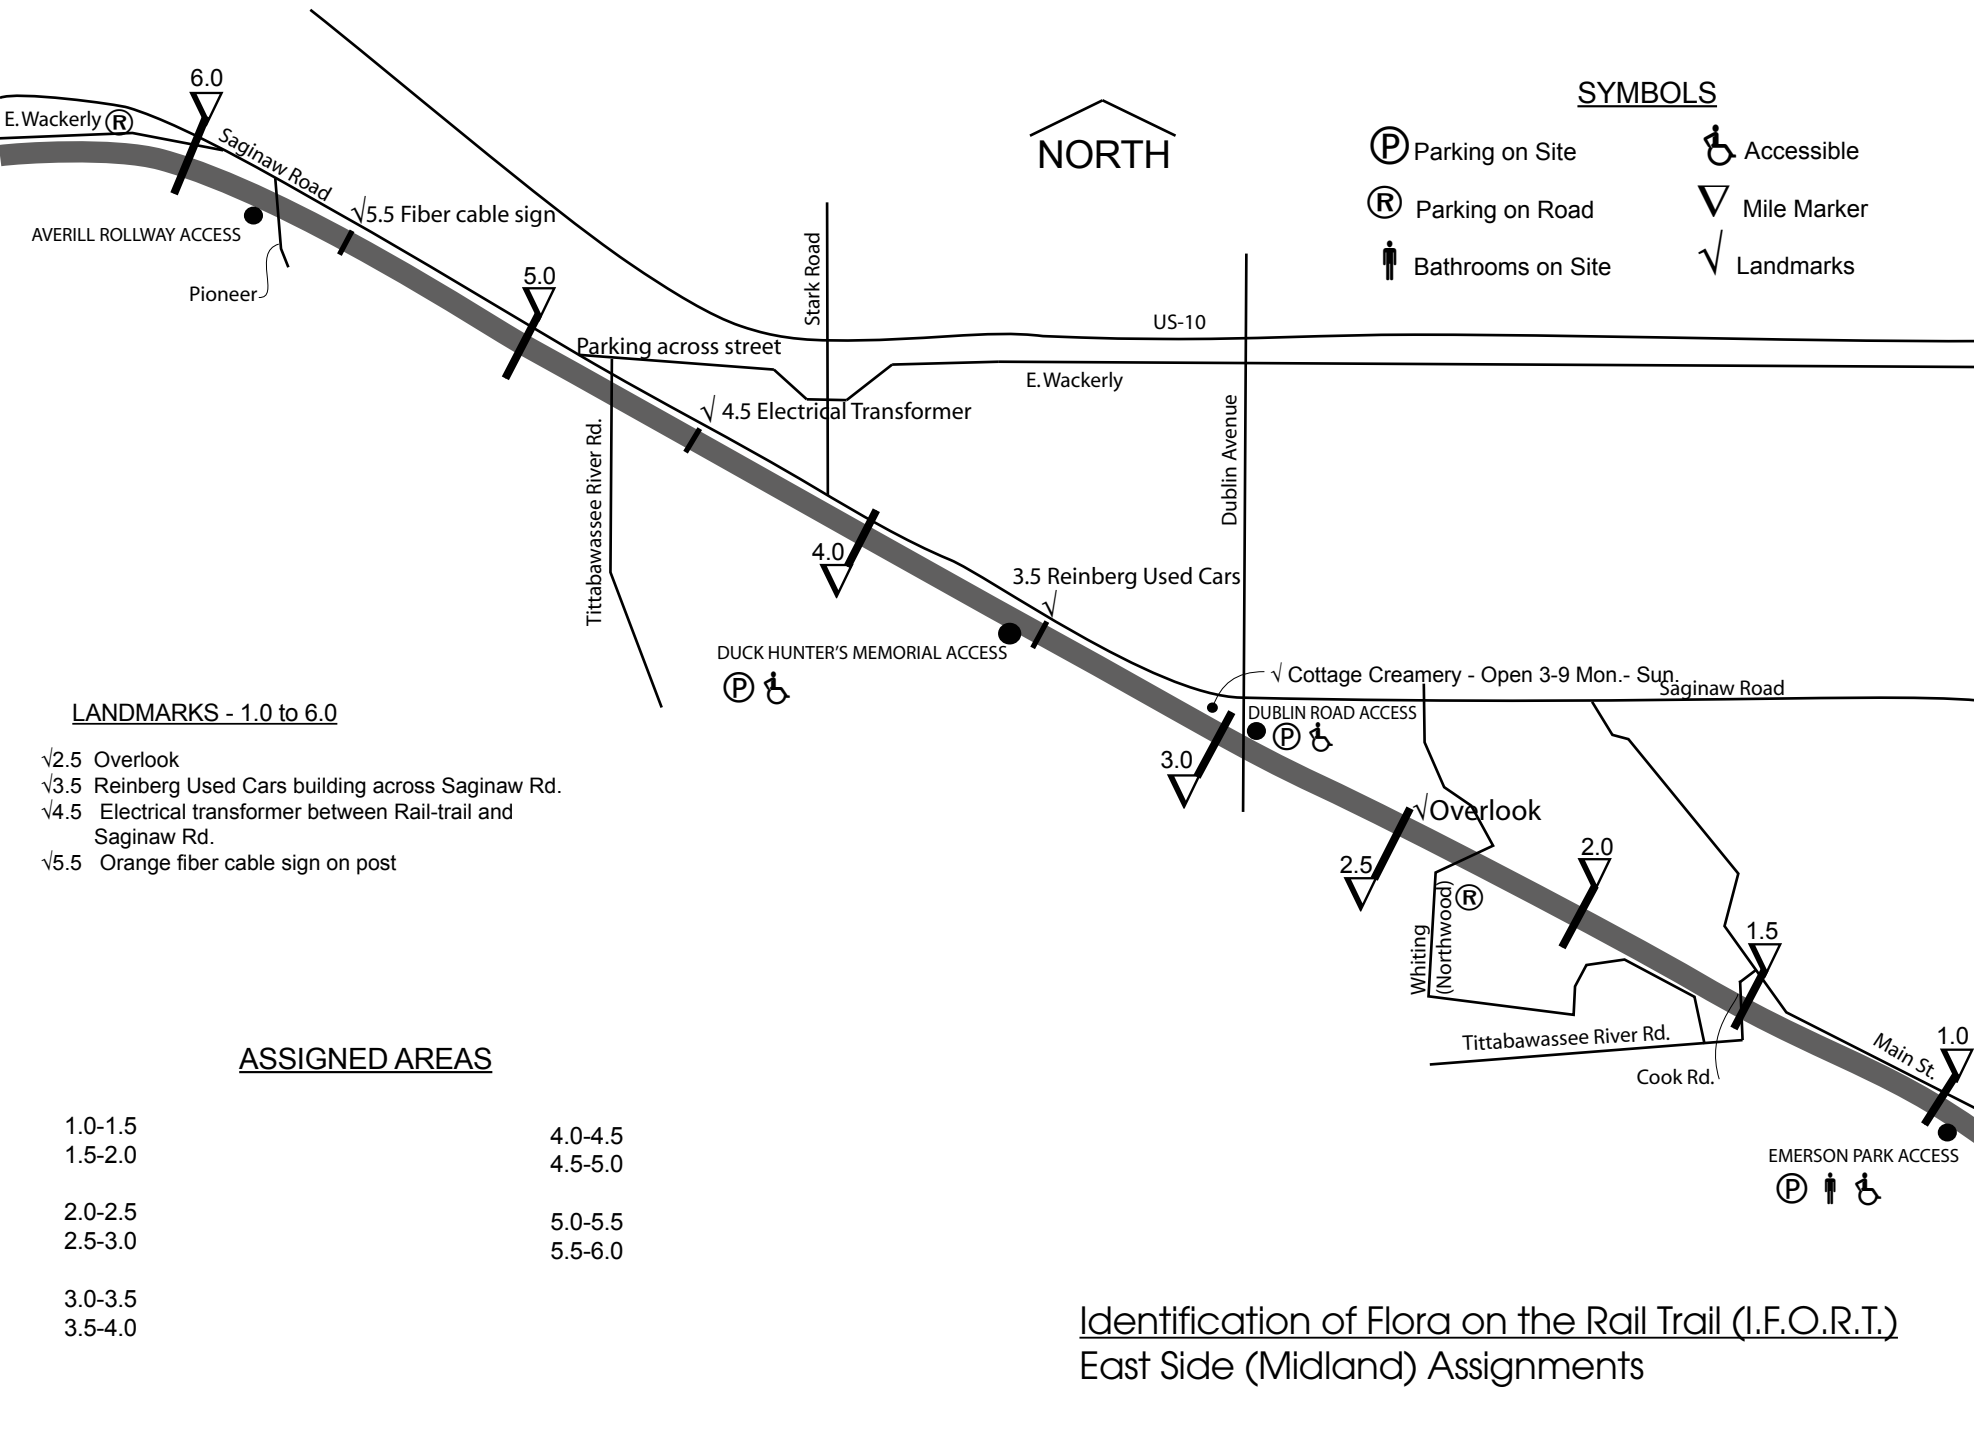 6.0
E. Wackerly R
Saginaw Road
√5.5 Fiber cable sign
AVERILL ROLLWAY ACCESS
Pioneer
5.0
Parking across street
Stark Road
NORTH
US-10
E. Wackerly
SYMBOLS
P Parking on Site
Accessible
R Parking on Road
Mile Marker
Bathrooms on Site
√ Landmarks
√ 4.5 Electrical Transformer
Tittabawassee River Rd.
Dublin Avenue
4.0
3.5 Reinberg Used Cars
√
DUCK HUNTER'S MEMORIAL ACCESS
P
√ Cottage Creamery - Open 3-9 Mon.- Sun.
Saginaw Road
DUBLIN ROAD ACCESS
P
3.0
√Overlook
2.5
2.0
R
Whiting
(Northwood)
1.5
Tittabawassee River Rd.
Cook Rd.
Main St.
1.0
EMERSON PARK ACCESS
P
LANDMARKS - 1.0 to 6.0
√2.5 Overlook
√3.5 Reinberg Used Cars building across Saginaw Rd.
√4.5 Electrical transformer between Rail-trail and
Saginaw Rd.
√5.5 Orange fiber cable sign on post
ASSIGNED AREAS
1.0-1.5
1.5-2.0
2.0-2.5
2.5-3.0
3.0-3.5
3.5-4.0
4.0-4.5
4.5-5.0
5.0-5.5
5.5-6.0
Identification of Flora on the Rail Trail (I.F.O.R.T.)
East Side (Midland) Assignments